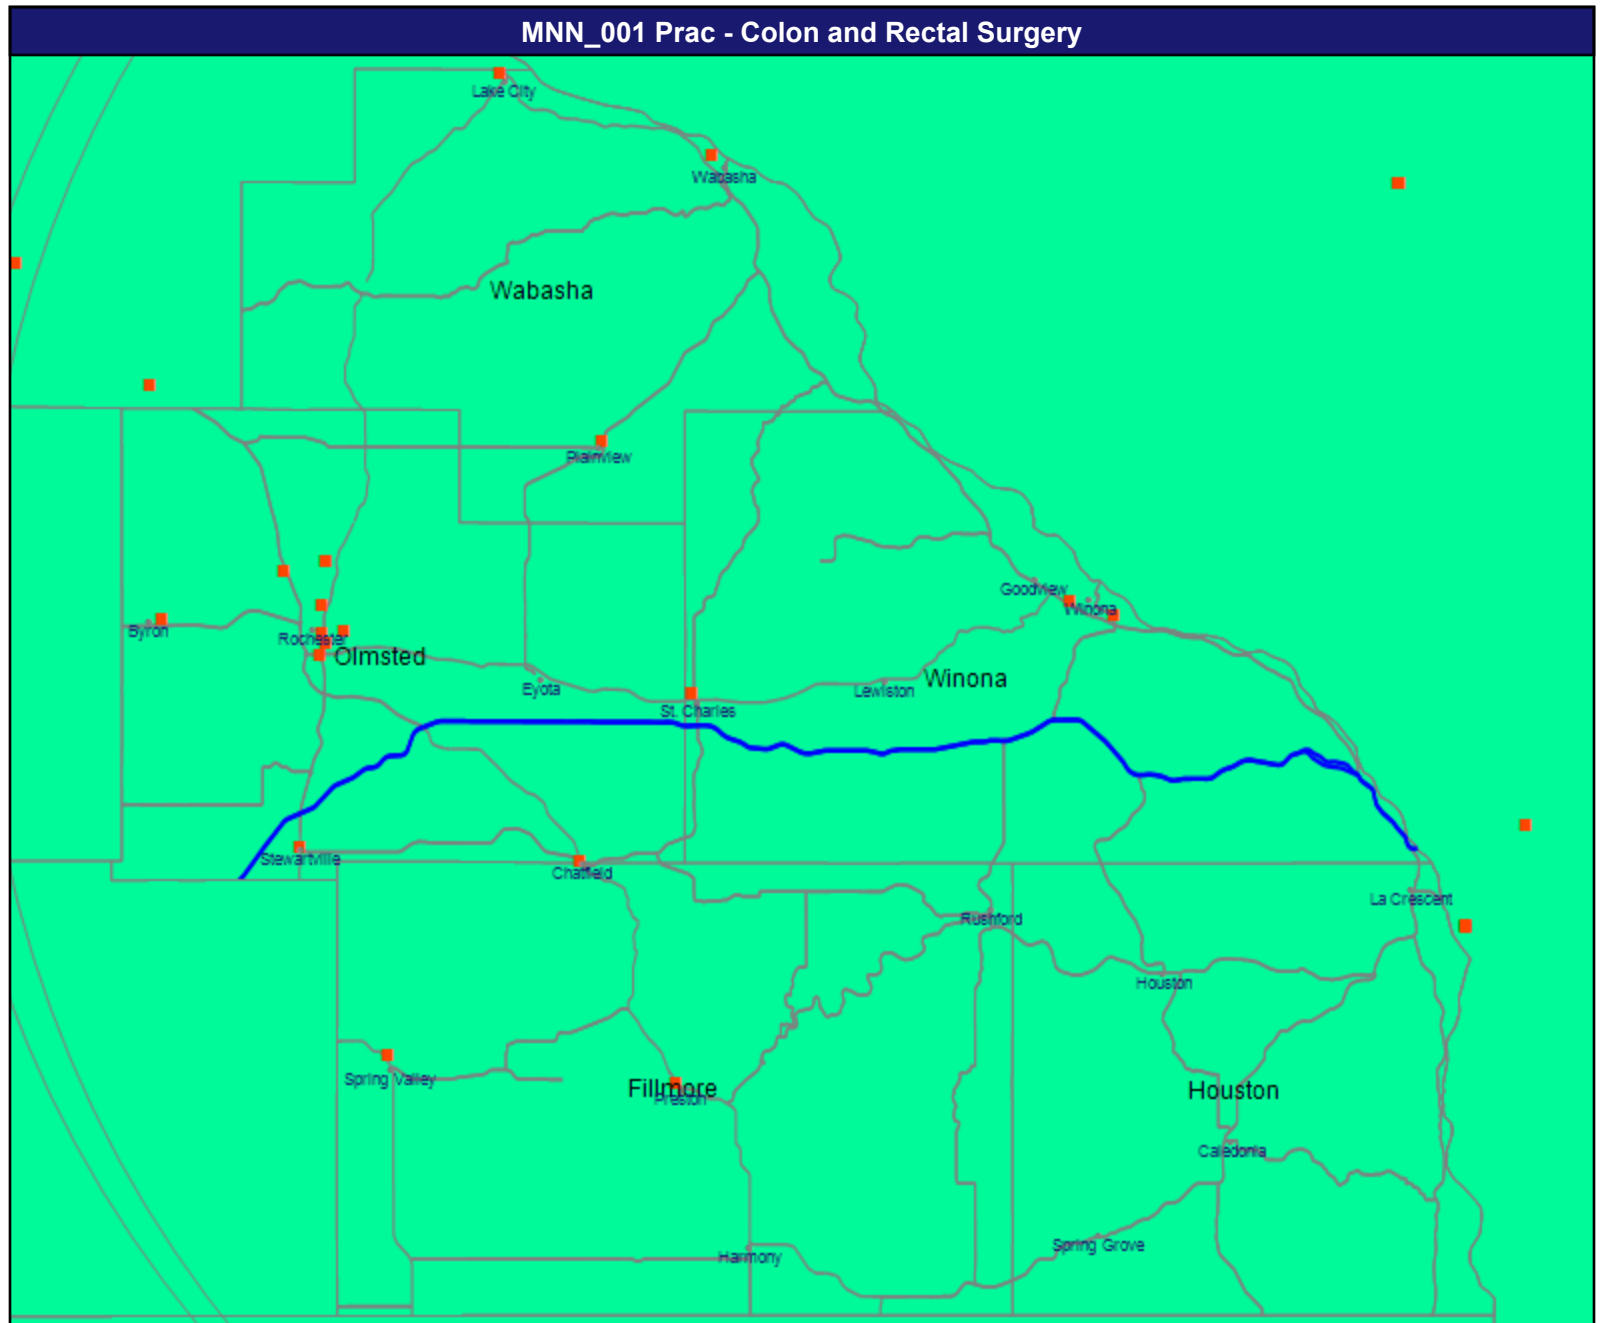 MNN_001 Prac - Colon and Rectal Surgery
Lake City
Wabasha
Wabasha
Plainview
Goodview
Winona
Byron
Rochester
Olmsted
Eyota
Lewiston
Winona
St. Charles
Stewartville
Chatfield
La Crescent
Rushford
Houston
Spring Valley
Fillmore
Preston
Houston
Caledonia
Harmony
Spring Grove